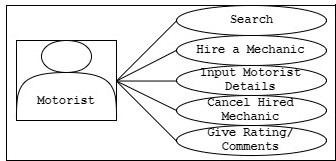 Search
Hire a Mechanic
Input Motorist
Details
Motorist
Cancel Hired
Mechanic
Give Rating/
Comments